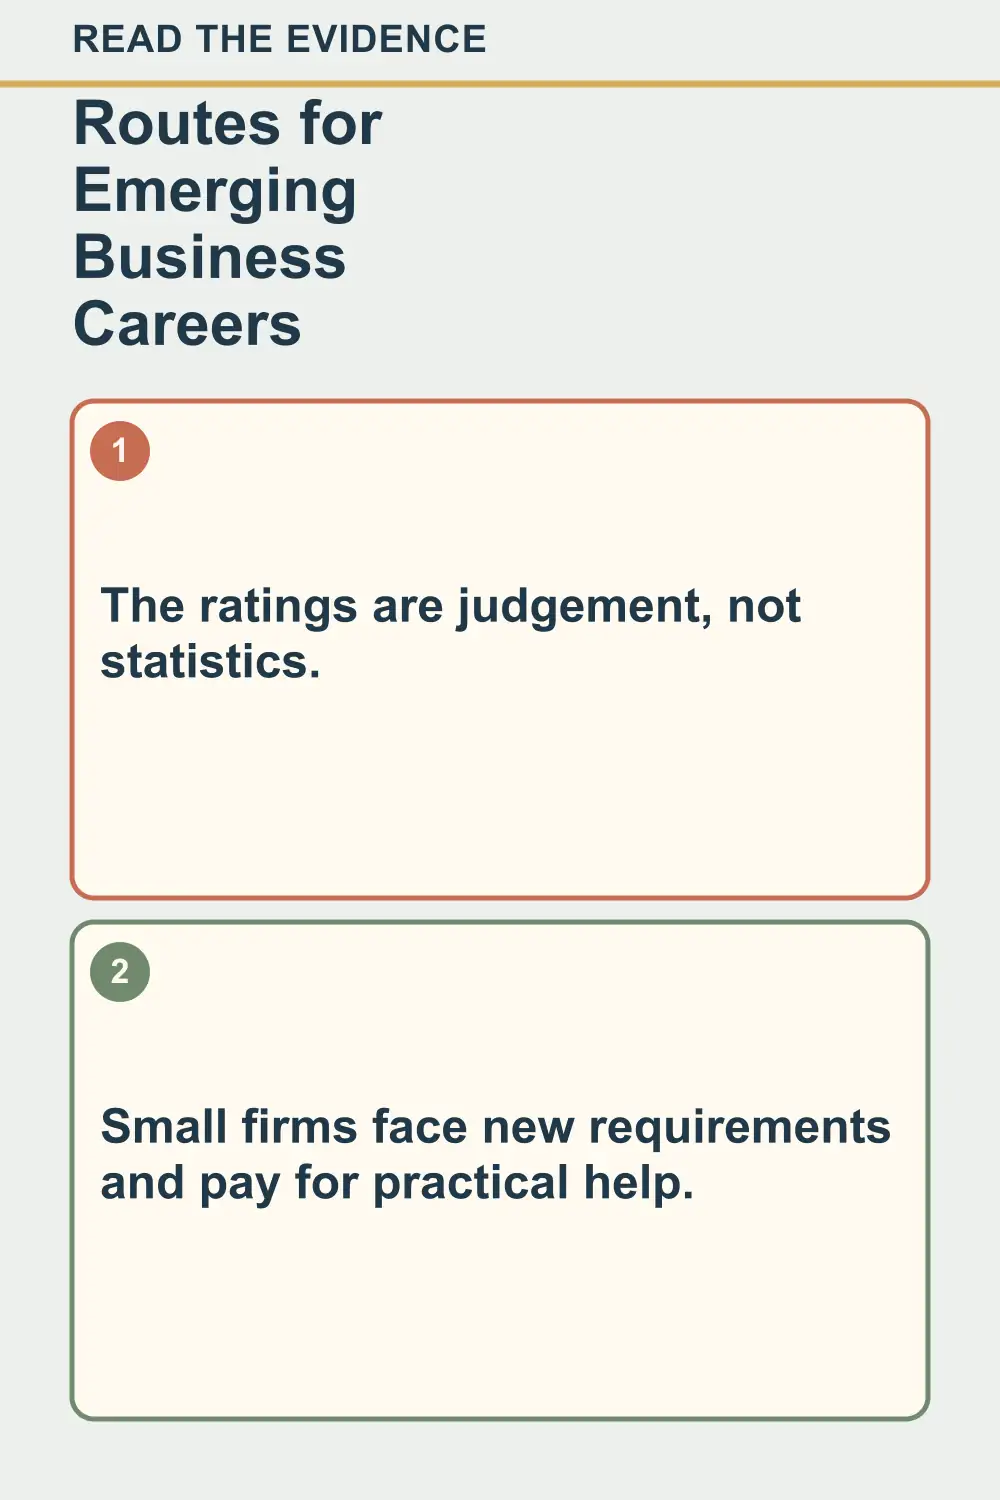 READ THE EVIDENCE
Routes for
Emerging
Business
Careers
1
The ratings are judgement, not
statistics.
2
Small firms face new requirements
and pay for practical help.